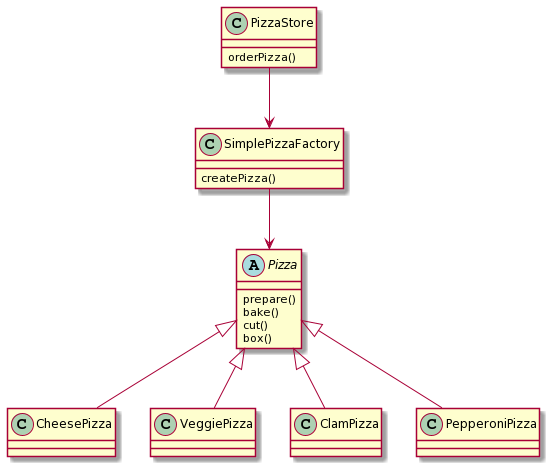 C PizzaStore
orderPizza()
C SimplePizzaFactory
createPizza()
A Pizza
prepare()
bake()
cut()
box()
C CheesePizza
C VeggiePizza
C ClamPizza
C PepperoniPizza